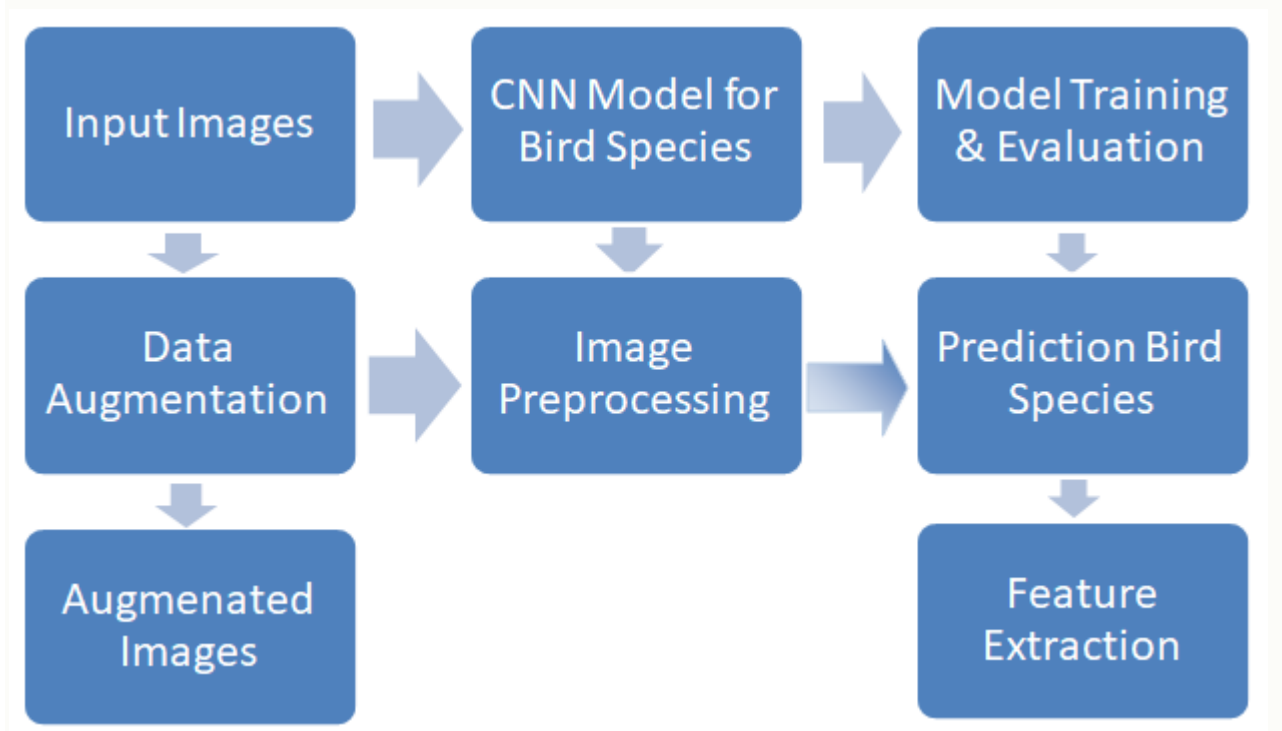 Input Images
CNN Model for
Bird Species
Model Training
& Evaluation
Data
Augmentation
Image
Preprocessing
Prediction Bird
Species
Augmenated
Images
Feature
Extraction